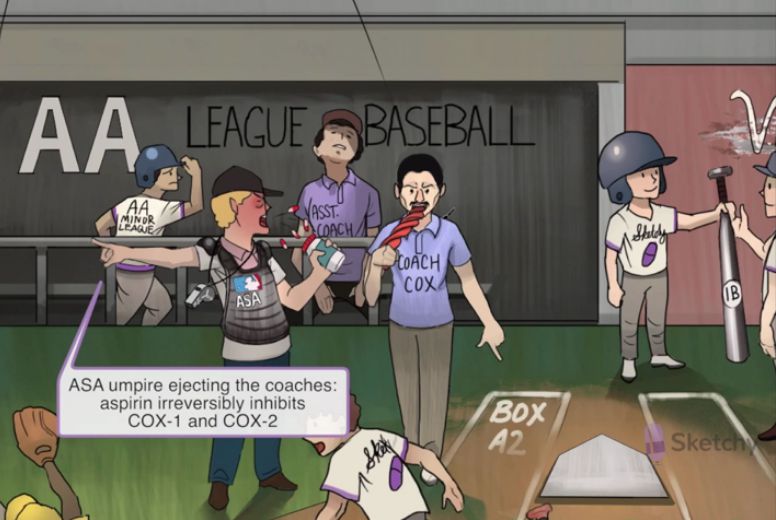 AA
LEAGUE BASEBALL
AA
MINOR
LEAGUE
ASST.
COACH
ASA
COACH
COX
Sketchy
IB
ASA umpire ejecting the coaches:
aspirin irreversibly inhibits
COX-1 and COX-2
BOX
A2
Sketchy